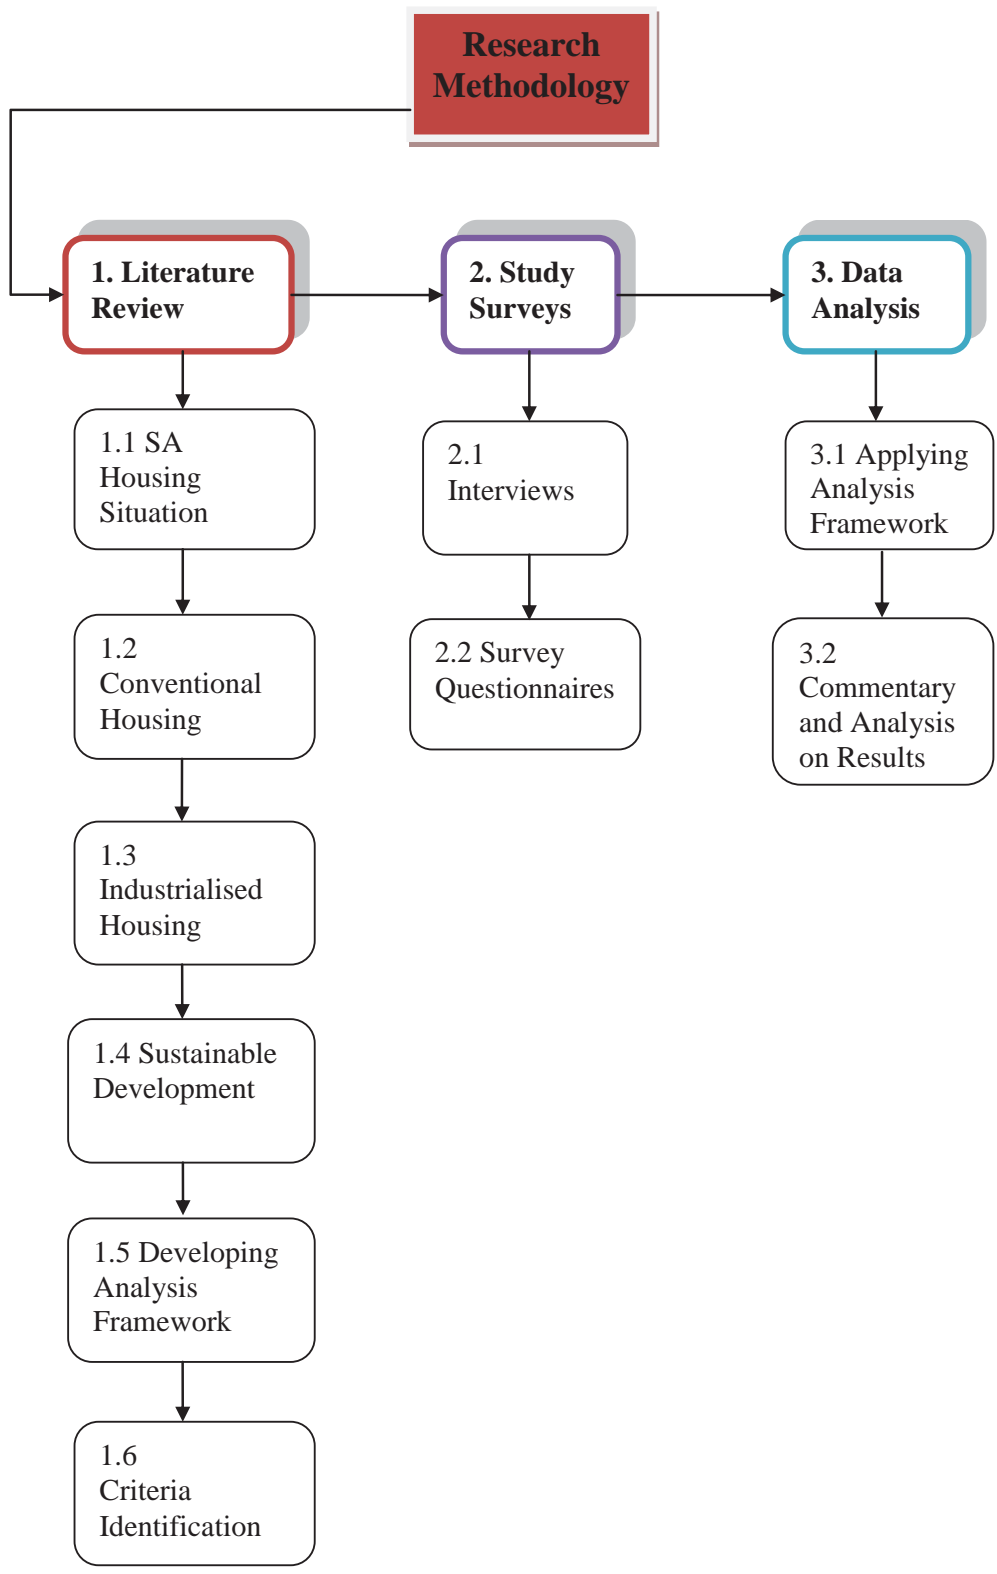 Research
Methodology
1. Literature
Review
2. Study
Surveys
3. Data
Analysis
1.1 SA
Housing
Situation
1.2
Conventional
Housing
1.3
Industrialised
Housing
1.4 Sustainable
Development
1.5 Developing
Analysis
Framework
1.6
Criteria
Identification
2.1
Interviews
2.2 Survey
Questionnaires
3.1 Applying
Analysis
Framework
3.2
Commentary
and Analysis
on Results